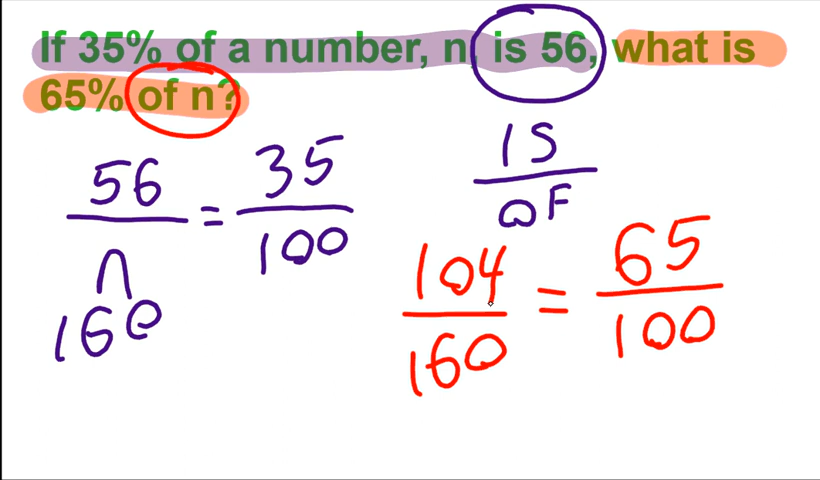 If 35% of a number, n, is 56, what is
65% of n?
56 / n = 35 / 100
160
IS / OF
104 / 160 = 65 / 100